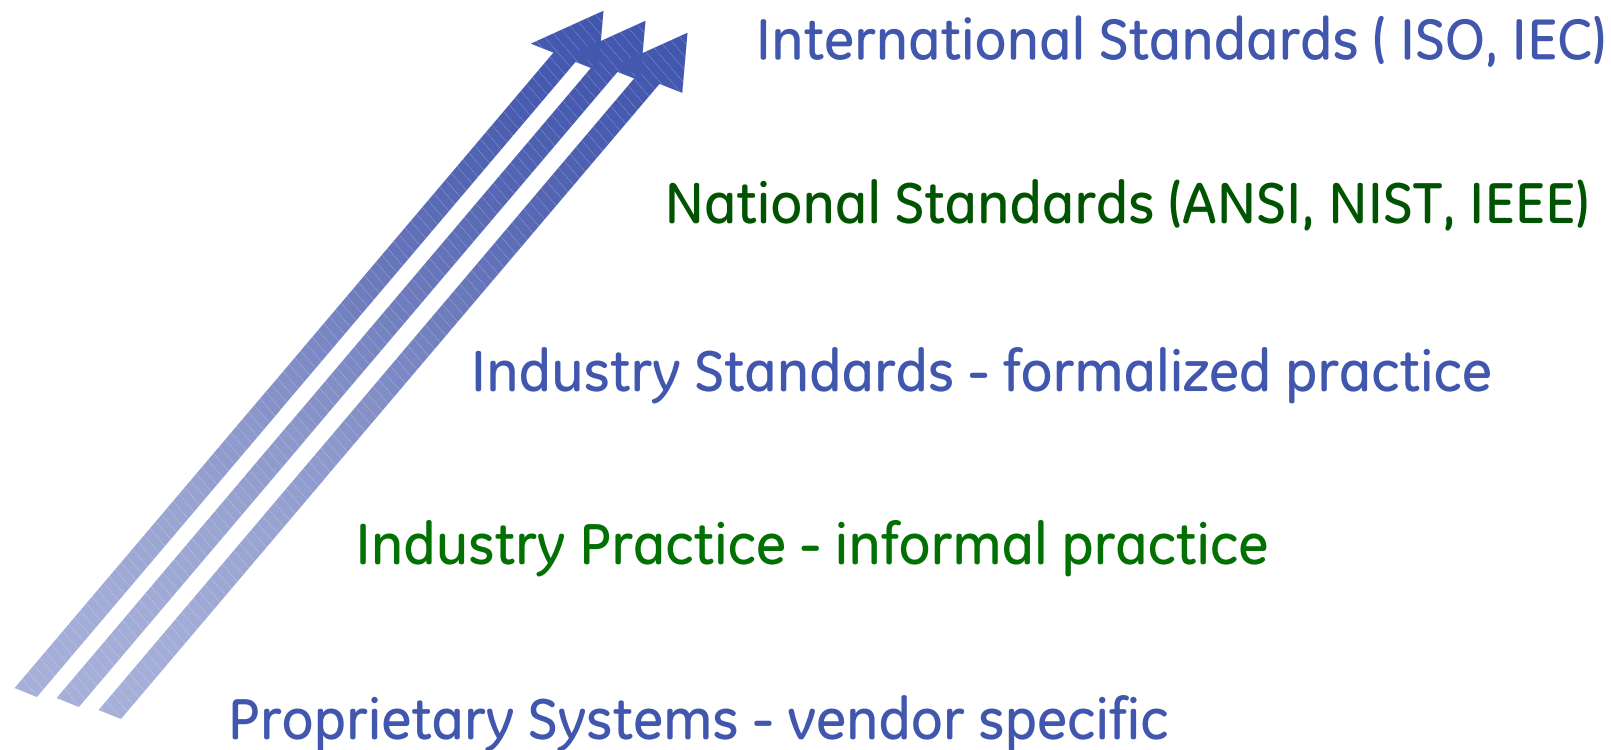 International Standards ( ISO, IEC)
National Standards (ANSI, NIST, IEEE)
Industry Standards - formalized practice
Industry Practice - informal practice
Proprietary Systems - vendor specific